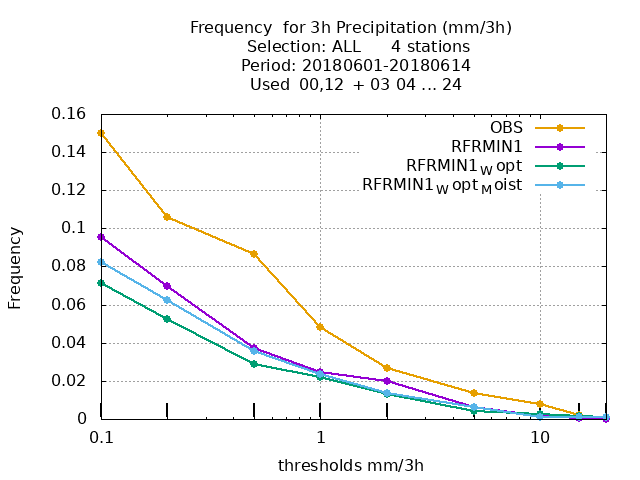 Frequency  for 3h Precipitation (mm/3h)
Selection: ALL      4 stations
Period: 20180601-20180614
Used  00,12  + 03 04 ... 24
0.16
0.14
0.12
0.1
0.08
0.06
0.04
0.02
0
Frequency
OBS
RFRMIN1
RFRMIN1Wopt
RFRMIN1WoptMoist
0.1 1 10
thresholds mm/3h